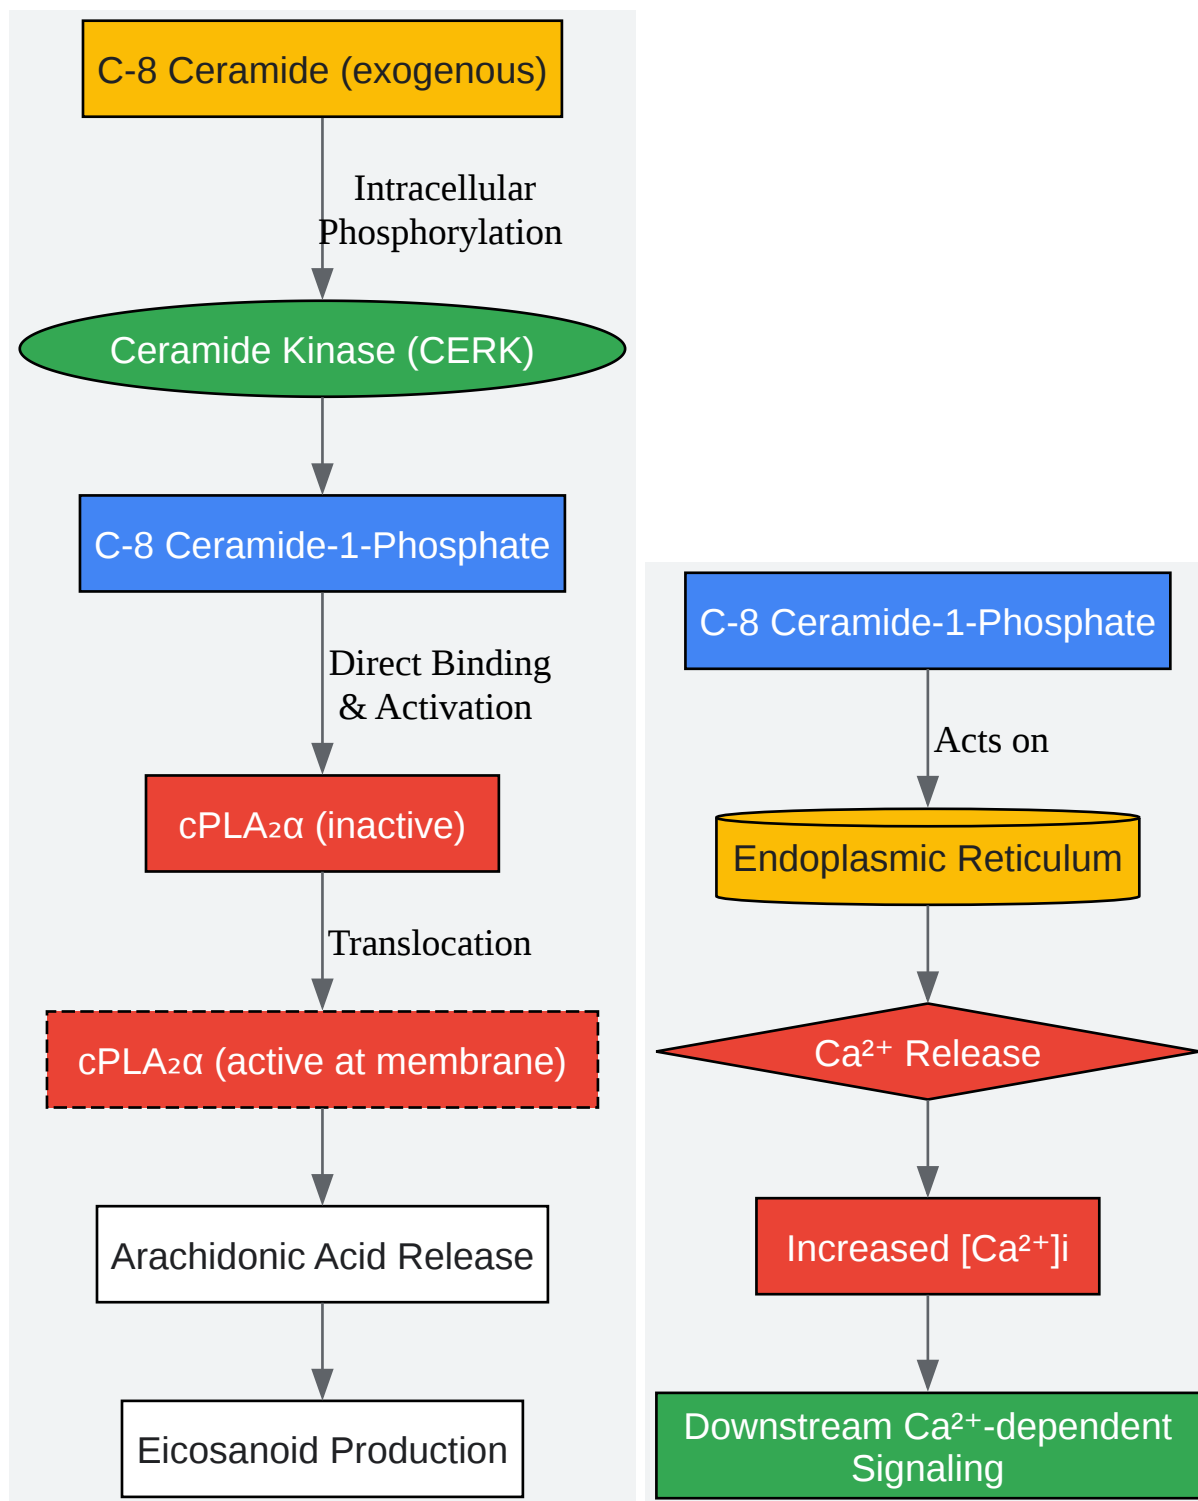 C-8 Ceramide (exogenous)
Intracellular
Phosphorylation
Ceramide Kinase (CERK)
C-8 Ceramide-1-Phosphate
Direct Binding
& Activation
cPLA₂α (inactive)
Translocation
cPLA₂α (active at membrane)
Arachidonic Acid Release
Eicosanoid Production
C-8 Ceramide-1-Phosphate
Acts on
Endoplasmic Reticulum
Ca²⁺ Release
Increased [Ca²⁺]i
Downstream Ca²⁺-dependent
Signaling